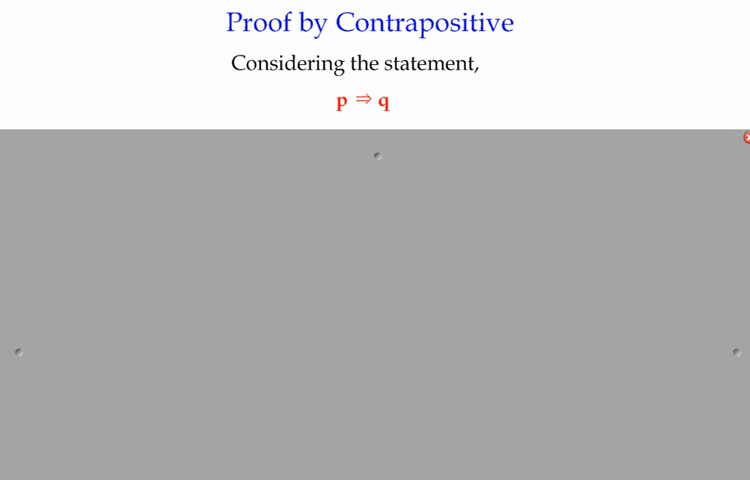 Proof by Contrapositive
Considering the statement,
p ⇒ q